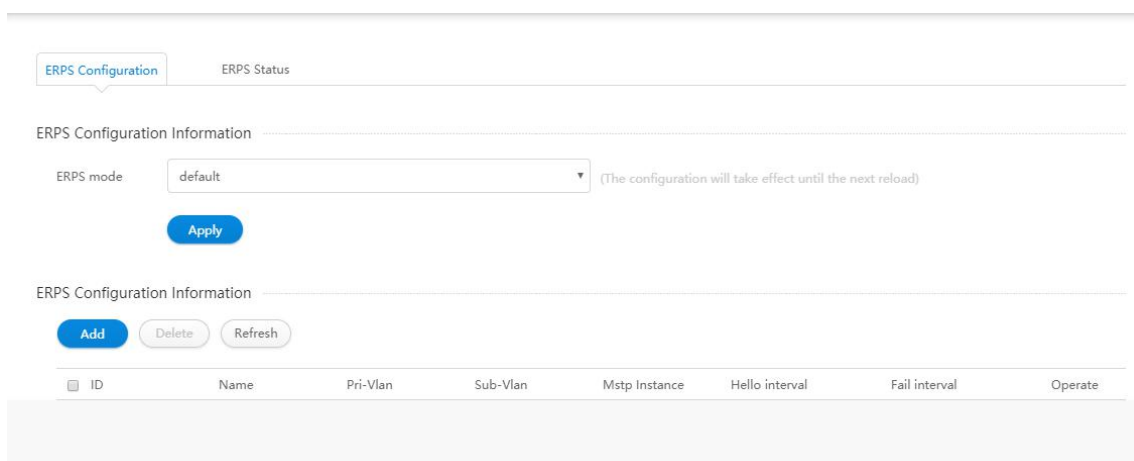 ERPS Configuration ERPS Status
ERPS Configuration Information
ERPS mode default (The configuration will take effect until the next reload)
Apply
ERPS Configuration Information
Add Delete Refresh
ID Name Pri-Vlan Sub-Vlan Mstp Instance Hello interval Fail interval Operate